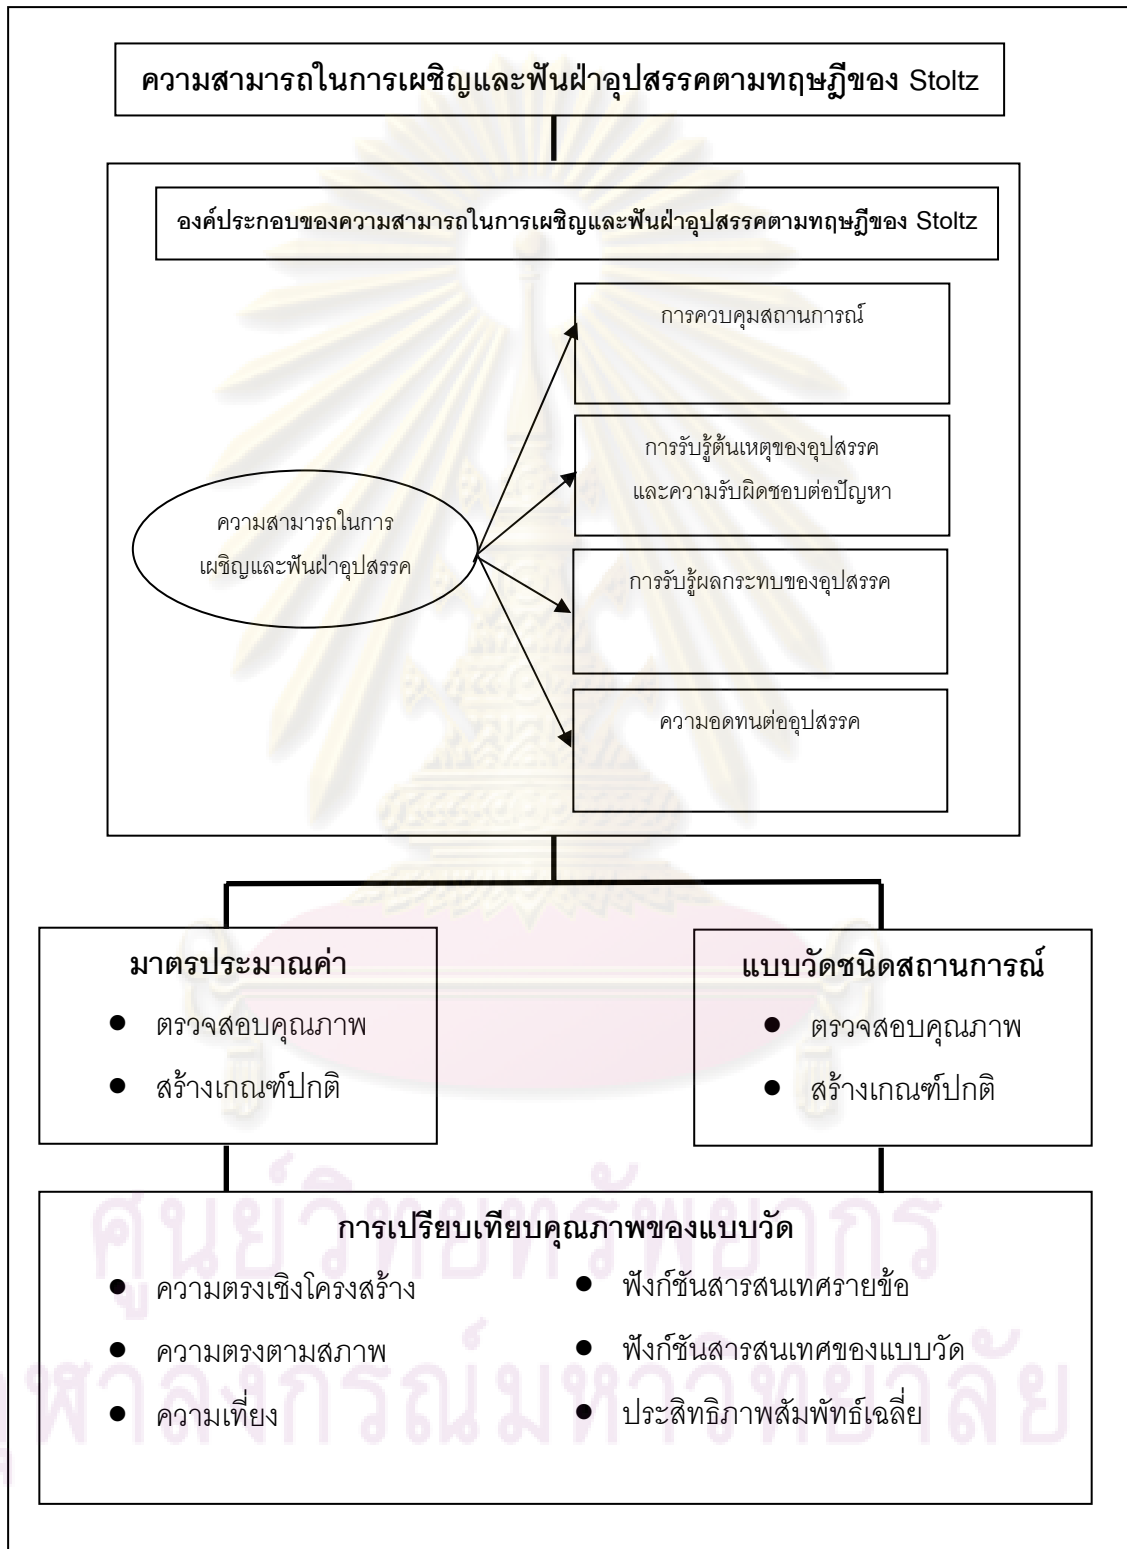 ความสามารถในการเผชิญและฟันฝ่าอุปสรรคตามทฤษฎีของ Stoltz
องค์ประกอบของความสามารถในการเผชิญและฟันฝ่าอุปสรรคตามทฤษฎีของ Stoltz
การควบคุมสถานการณ์
การรับรู้ต้นเหตุของอุปสรรค
และความรับผิดชอบต่อปัญหา
ความสามารถในการ
เผชิญและฟันฝ่าอุปสรรค
การรับรู้ผลกระทบของอุปสรรค
ความอดทนต่ออุปสรรค
มาตรประมาณค่า
● ตรวจสอบคุณภาพ
● สร้างเกณฑ์ปกติ
แบบวัดชนิดสถานการณ์
● ตรวจสอบคุณภาพ
● สร้างเกณฑ์ปกติ
การเปรียบเทียบคุณภาพของแบบวัด
● ความตรงเชิงโครงสร้าง
● ความตรงตามสภาพ
● ความเที่ยง
● ฟังก์ชันสารสนเทศรายข้อ
● ฟังก์ชันสารสนเทศของแบบวัด
● ประสิทธิภาพสัมพัทธ์เฉลี่ย
ศูนย์วิทยทรัพยากร
จุฬาลงกรณ์มหาวิทยาลัย